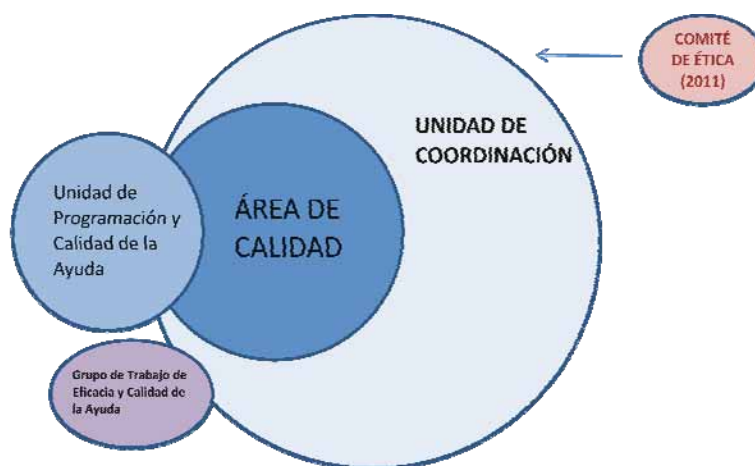 COMITÉ
DE ÉTICA
(2011)
UNIDAD DE
COORDINACIÓN
Unidad de
Programación y
Calidad de la
Ayuda
ÁREA DE
CALIDAD
Grupo de Trabajo de
Eficacia y Calidad de
la Ayuda